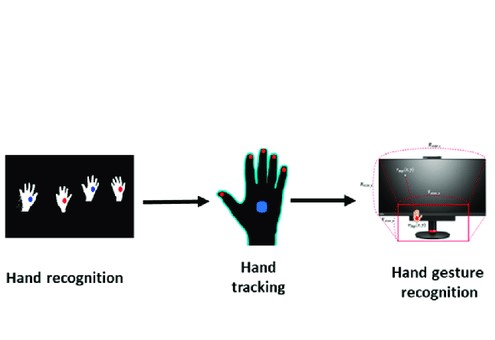 Hand recognition
Hand
tracking
Hand gesture
recognition